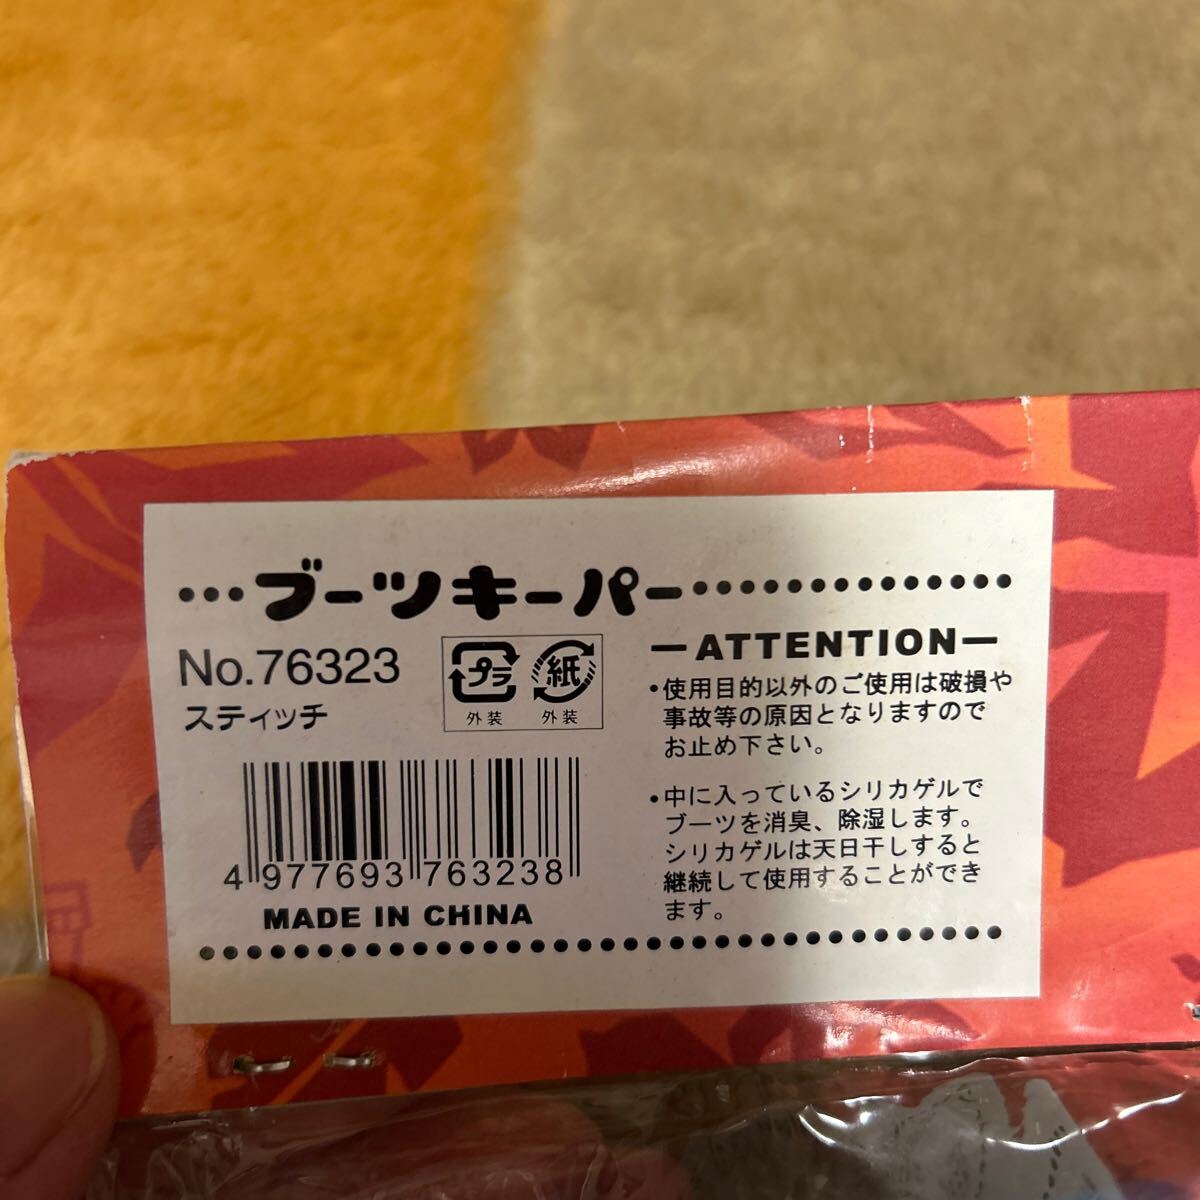 ブーツキーパー
No.76323
スティッチ
プラ
外装
紙
外装
4 977693 763238
MADE IN CHINA
ーATTENTIONー
・使用目的以外のご使用は破損や
事故等の原因となりますので
お止め下さい。
・中に入っているシリカゲルで
ブーツを消臭、除湿します。
シリカゲルは天日干しすると
継続して使用することができ
ます。